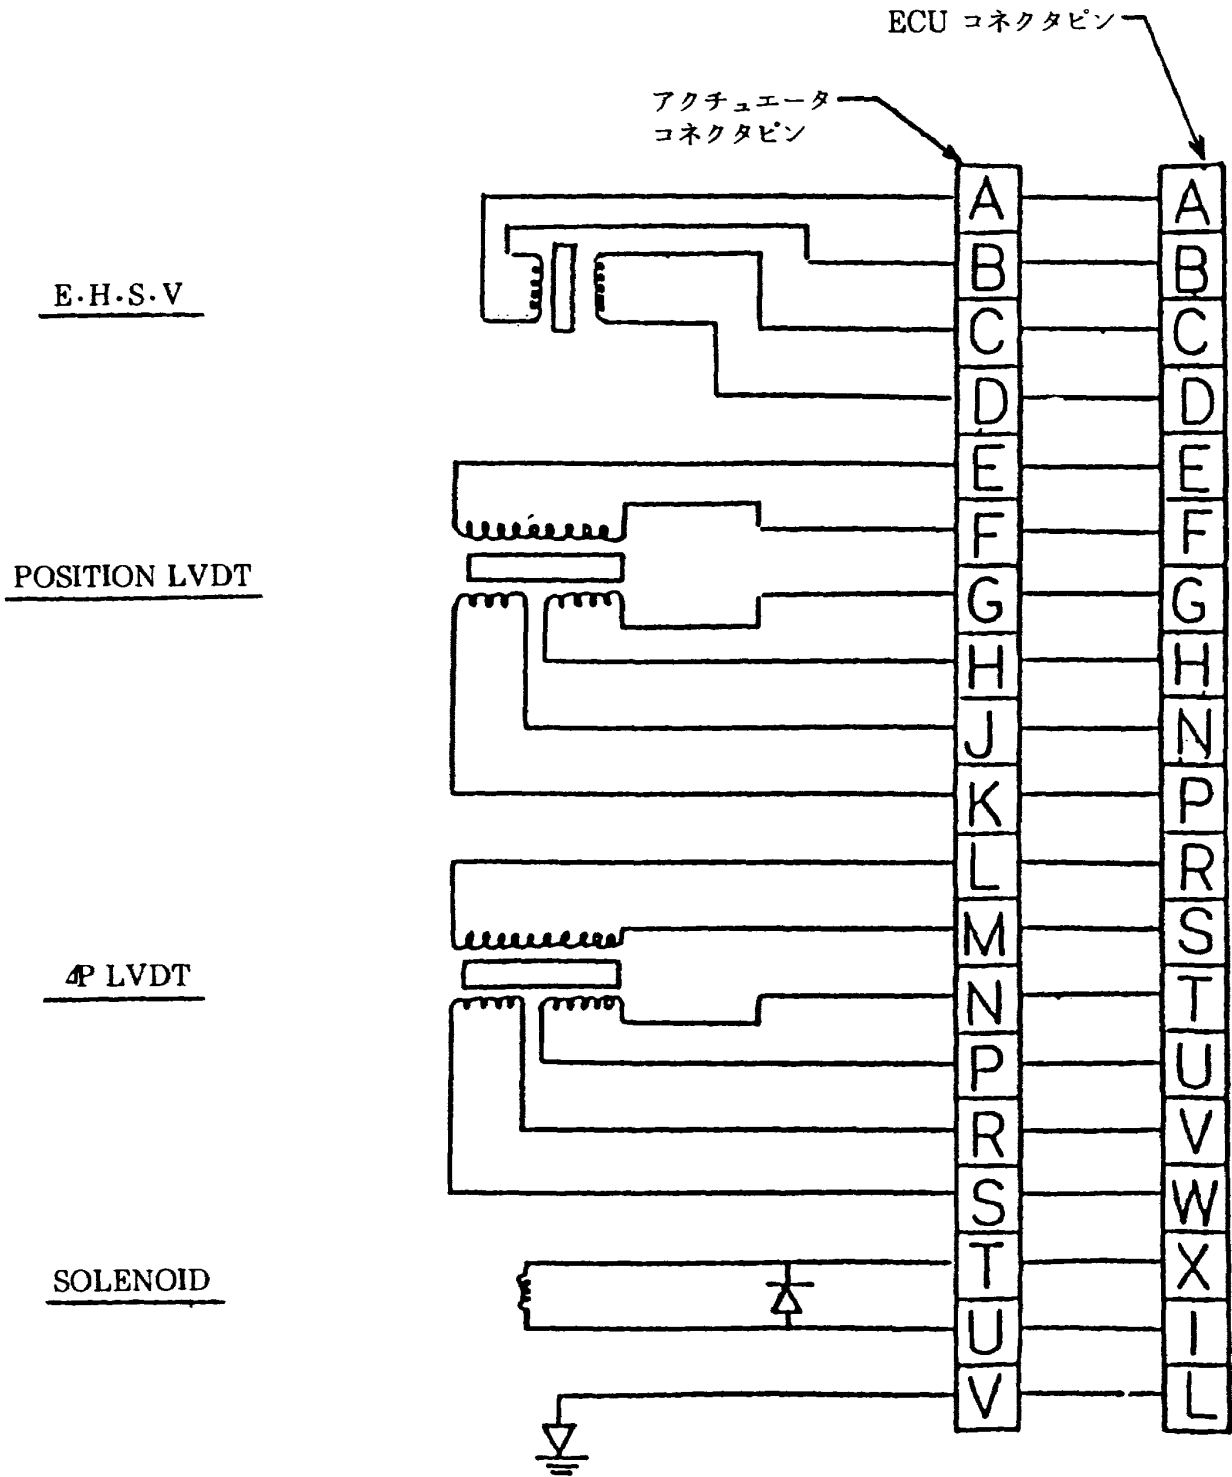 ECU コネクタピン
アクチュエータ
コネクタピン
A A
B B
E·H·S·V
C C
D D
E E
F F
POSITION LVDT
G G
H H
J N
K P
L R
M S
⊿P LVDT
N T
P U
R V
S W
SOLENOID
T X
U I
V L